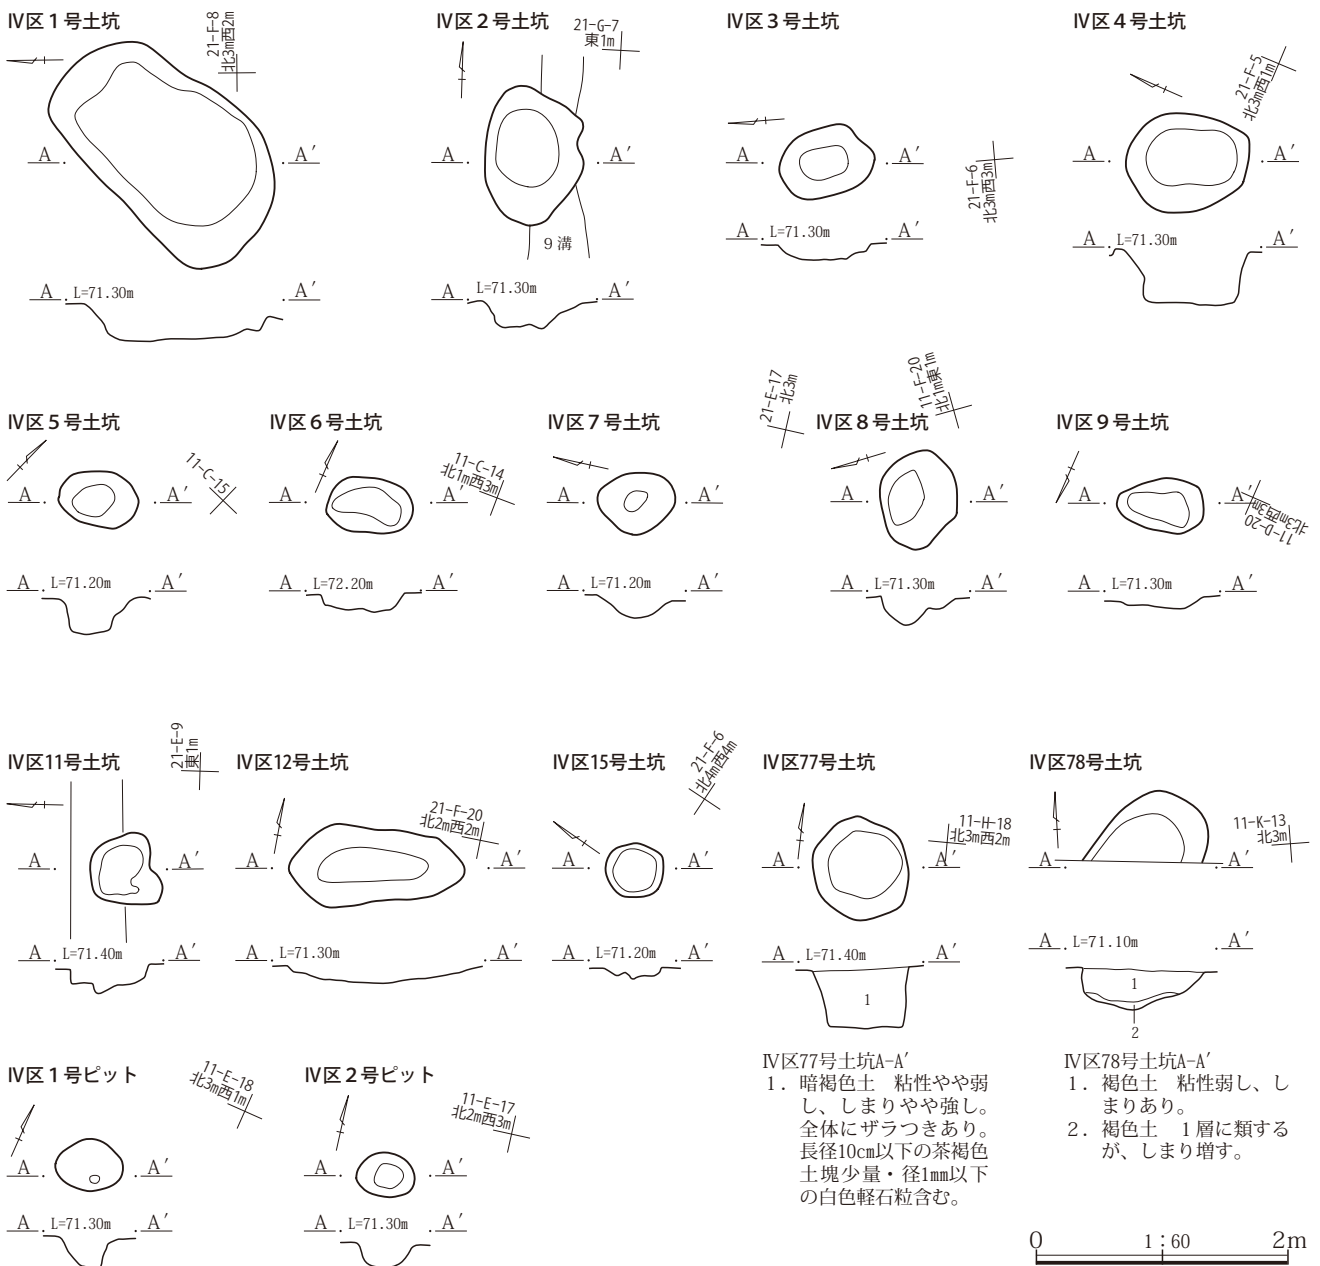 Ⅳ区１号土坑
21-F-8
北3m西2m
A
A′
A
L=71.30m
A′
Ⅳ区２号土坑
21-G-7
東1m
A
A′
9溝
A
L=71.30m
A′
Ⅳ区３号土坑
A
A′
21-F-6
北3m西3m
A
L=71.30m
A′
Ⅳ区４号土坑
21-F-5
北3m西1m
A
A′
A
L=71.30m
A′
Ⅳ区５号土坑
11-C-15
A
A′
A
L=71.20m
A′
Ⅳ区６号土坑
11-C-14
北1m西3m
A
A′
A
L=72.20m
A′
Ⅳ区７号土坑
A
A′
A
L=71.20m
A′
21-E-17
北3m
Ⅳ区８号土坑
11-F-20
北1m東1m
A
A′
A
L=71.30m
A′
Ⅳ区９号土坑
A
A′
11-D-20
北3m西3m
A
L=71.30m
A′
Ⅳ区11号土坑
21-E-9
東1m
A
A′
A
L=71.40m
A′
Ⅳ区12号土坑
21-F-20
北2m西2m
A
A′
A
L=71.30m
A′
Ⅳ区15号土坑
21-F-6
北4m西4m
A
A′
A
L=71.20m
A′
Ⅳ区77号土坑
11-H-18
北3m西2m
A
A′
A
L=71.40m
A′
1
Ⅳ区77号土坑A-A′
１．暗褐色土　粘性やや弱
し、しまりやや強し。
全体にザラつきあり。
長径10㎝以下の茶褐色
土塊少量・径1㎜以下
の白色軽石粒含む。
Ⅳ区78号土坑
11-K-13
北3m
A
A′
A
L=71.10m
A′
1
2
Ⅳ区78号土坑A-A′
１．褐色土　粘性弱し、し
まりあり。
２．褐色土　１層に類する
が、しまり増す。
Ⅳ区１号ピット
11-E-18
北3m西1m
A
A′
A
L=71.30m
A′
Ⅳ区２号ピット
11-E-17
北2m西3m
A
A′
A
L=71.30m
A′
0
1：60
2m